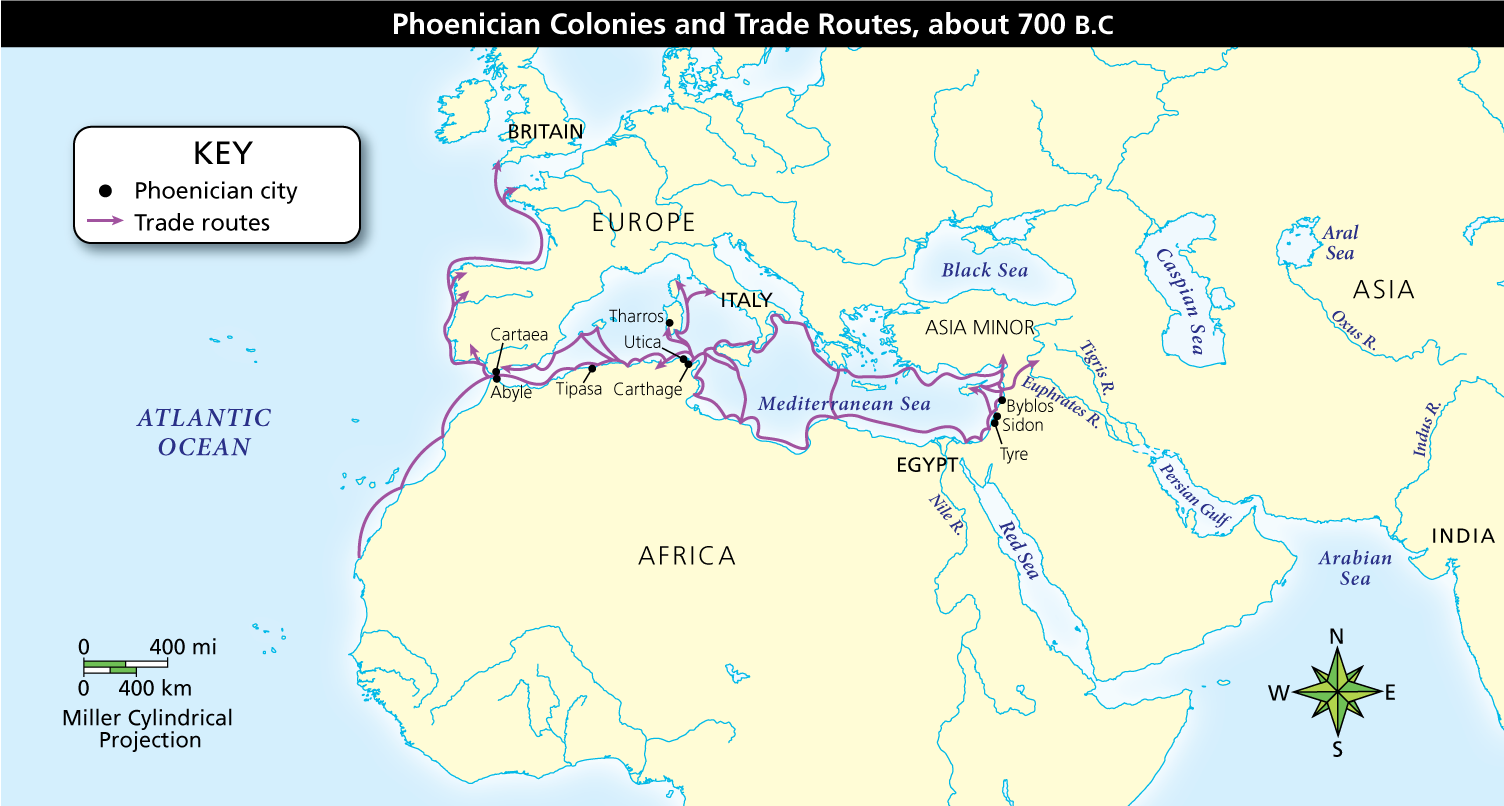 Phoenician Colonies and Trade Routes, about 700 B.C
KEY
Phoenician city
Trade routes
BRITAIN
EUROPE
Black Sea
Caspian Sea
Aral
Sea
ASIA
Oxus R.
ITALY
ASIA MINOR
Tharros
Utica
Carthage
Cartaea
Abyle
Tipasa
Mediterranean Sea
Tigris R.
Euphrates R.
Byblos
Sidon
Tyre
ATLANTIC
OCEAN
EGYPT
Nile R.
Red Sea
Persian Gulf
Indus R.
INDIA
Arabian
Sea
AFRICA
0 400 mi
0 400 km
Miller Cylindrical
Projection
N
W E
S